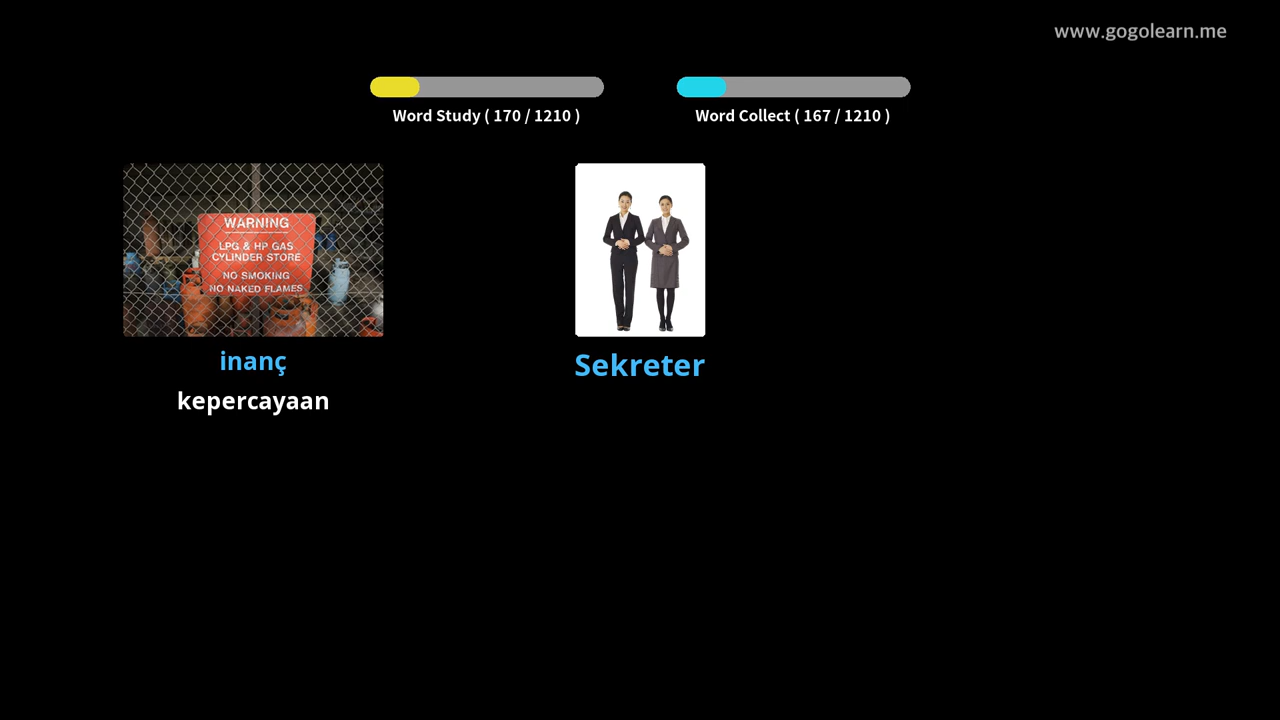 www.gogolearn.me
Word Study ( 170 / 1210 )
Word Collect ( 167 / 1210 )
WARNING
LPG & HP GAS
CYLINDER STORE
NO SMOKING
NO NAKED FLAMES
inanç
kepercayaan
Sekreter